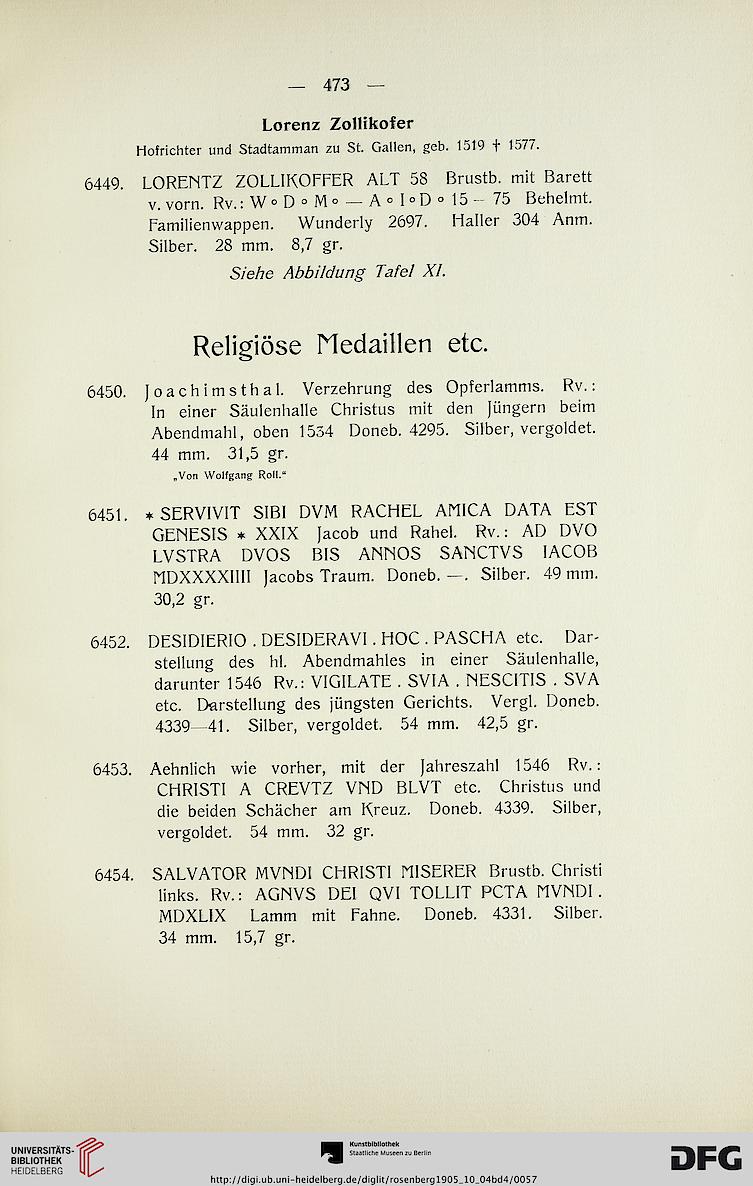 — 473 —
Lorenz Zollikofer
Hofrichter und Stadtamman zu St. Gallen, geb. 1519 † 1577.
6449. LORENTZ ZOLLIKOFFER ALT 58 Brustb. mit Barett
v. vorn. Rv.: W ° D ° M ° — A ° I ° D ° 15 – 75 Behelmt.
Familienwappen. Wunderly 2697. Haller 304 Anm.
Silber. 28 mm. 8,7 gr.
Siehe Abbildung Tafel XI.
Religiöse Medaillen etc.
6450. Joachimsthal. Verzehrung des Opferlamms. Rv.:
In einer Säulenhalle Christus mit den Jüngern beim
Abendmahl, oben 1534 Doneb. 4295. Silber, vergoldet.
44 mm. 31,5 gr.
„Von Wolfgang Roll.“
6451. * SERVIVIT SIBI DVM RACHEL AMICA DATA EST
GENESIS * XXIX Jacob und Rahel. Rv.: AD DVO
LVSTRA DVOS BIS ANNOS SANCTVS IACOB
MDXXXXIIII Jacobs Traum. Doneb. —. Silber. 49 mm.
30,2 gr.
6452. DESIDIERIO . DESIDERAVI . HOC . PASCHA etc. Dar-
stellung des hl. Abendmahles in einer Säulenhalle,
darunter 1546 Rv.: VIGILATE . SVIA . NESCITIS . SVA
etc. Darstellung des jüngsten Gerichts. Vergl. Doneb.
4339—41. Silber, vergoldet. 54 mm. 42,5 gr.
6453. Aehnlich wie vorher, mit der Jahreszahl 1546 Rv.:
CHRISTI A CREVTZ VND BLVT etc. Christus und
die beiden Schächer am Kreuz. Doneb. 4339. Silber,
vergoldet. 54 mm. 32 gr.
6454. SALVATOR MVNDI CHRISTI MISERER Brustb. Christi
links. Rv.: AGNVS DEI QVI TOLLIT PCTA MVNDI.
MDXLIX Lamm mit Fahne. Doneb. 4331. Silber.
34 mm. 15,7 gr.
UNIVERSITÄTS-
BIBLIOTHEK
HEIDELBERG
Kunstbibliothek
Staatliche Museen zu Berlin
DFG
http://digi.ub.uni-heidelberg.de/diglit/rosenberg1905_10_04bd4/0057